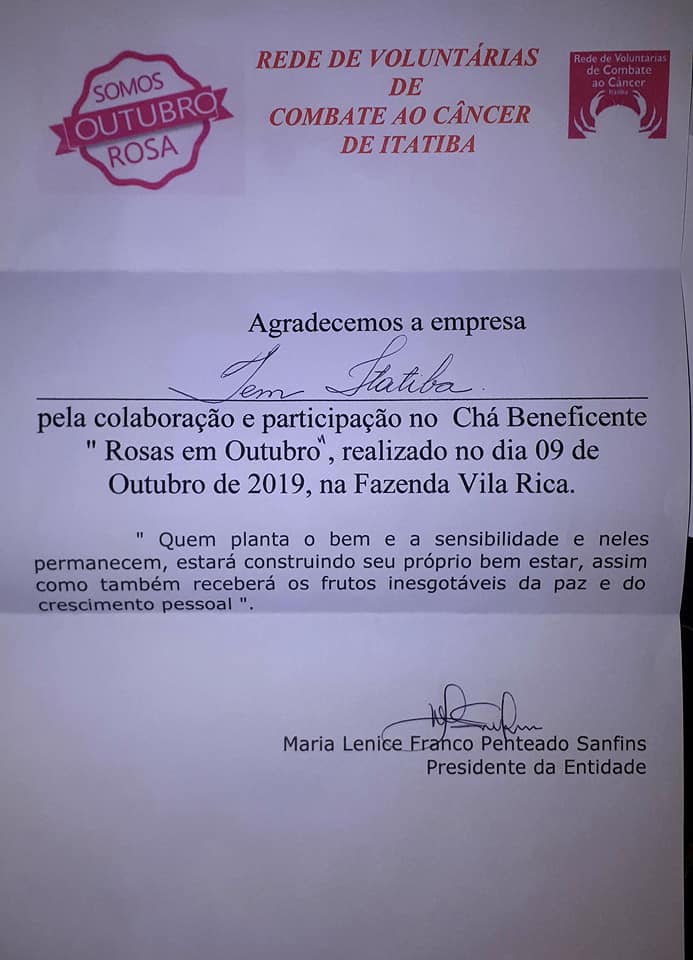 SOMOS
OUTUBRO
ROSA
REDE DE VOLUNTÁRIAS
DE
COMBATE AO CÂNCER
DE ITATIBA
Rede de Voluntárias
de Combate
ao Câncer
Itatiba
Agradecemos a empresa
Tem Itatiba.
pela colaboração e participação no Chá Beneficente
" Rosas em Outubro", realizado no dia 09 de
Outubro de 2019, na Fazenda Vila Rica.
" Quem planta o bem e a sensibilidade e neles
permanecem, estará construindo seu próprio bem estar, assim
como também receberá os frutos inesgotáveis da paz e do
crescimento pessoal ".
Maria Lenice Franco Penteado Sanfins
Presidente da Entidade